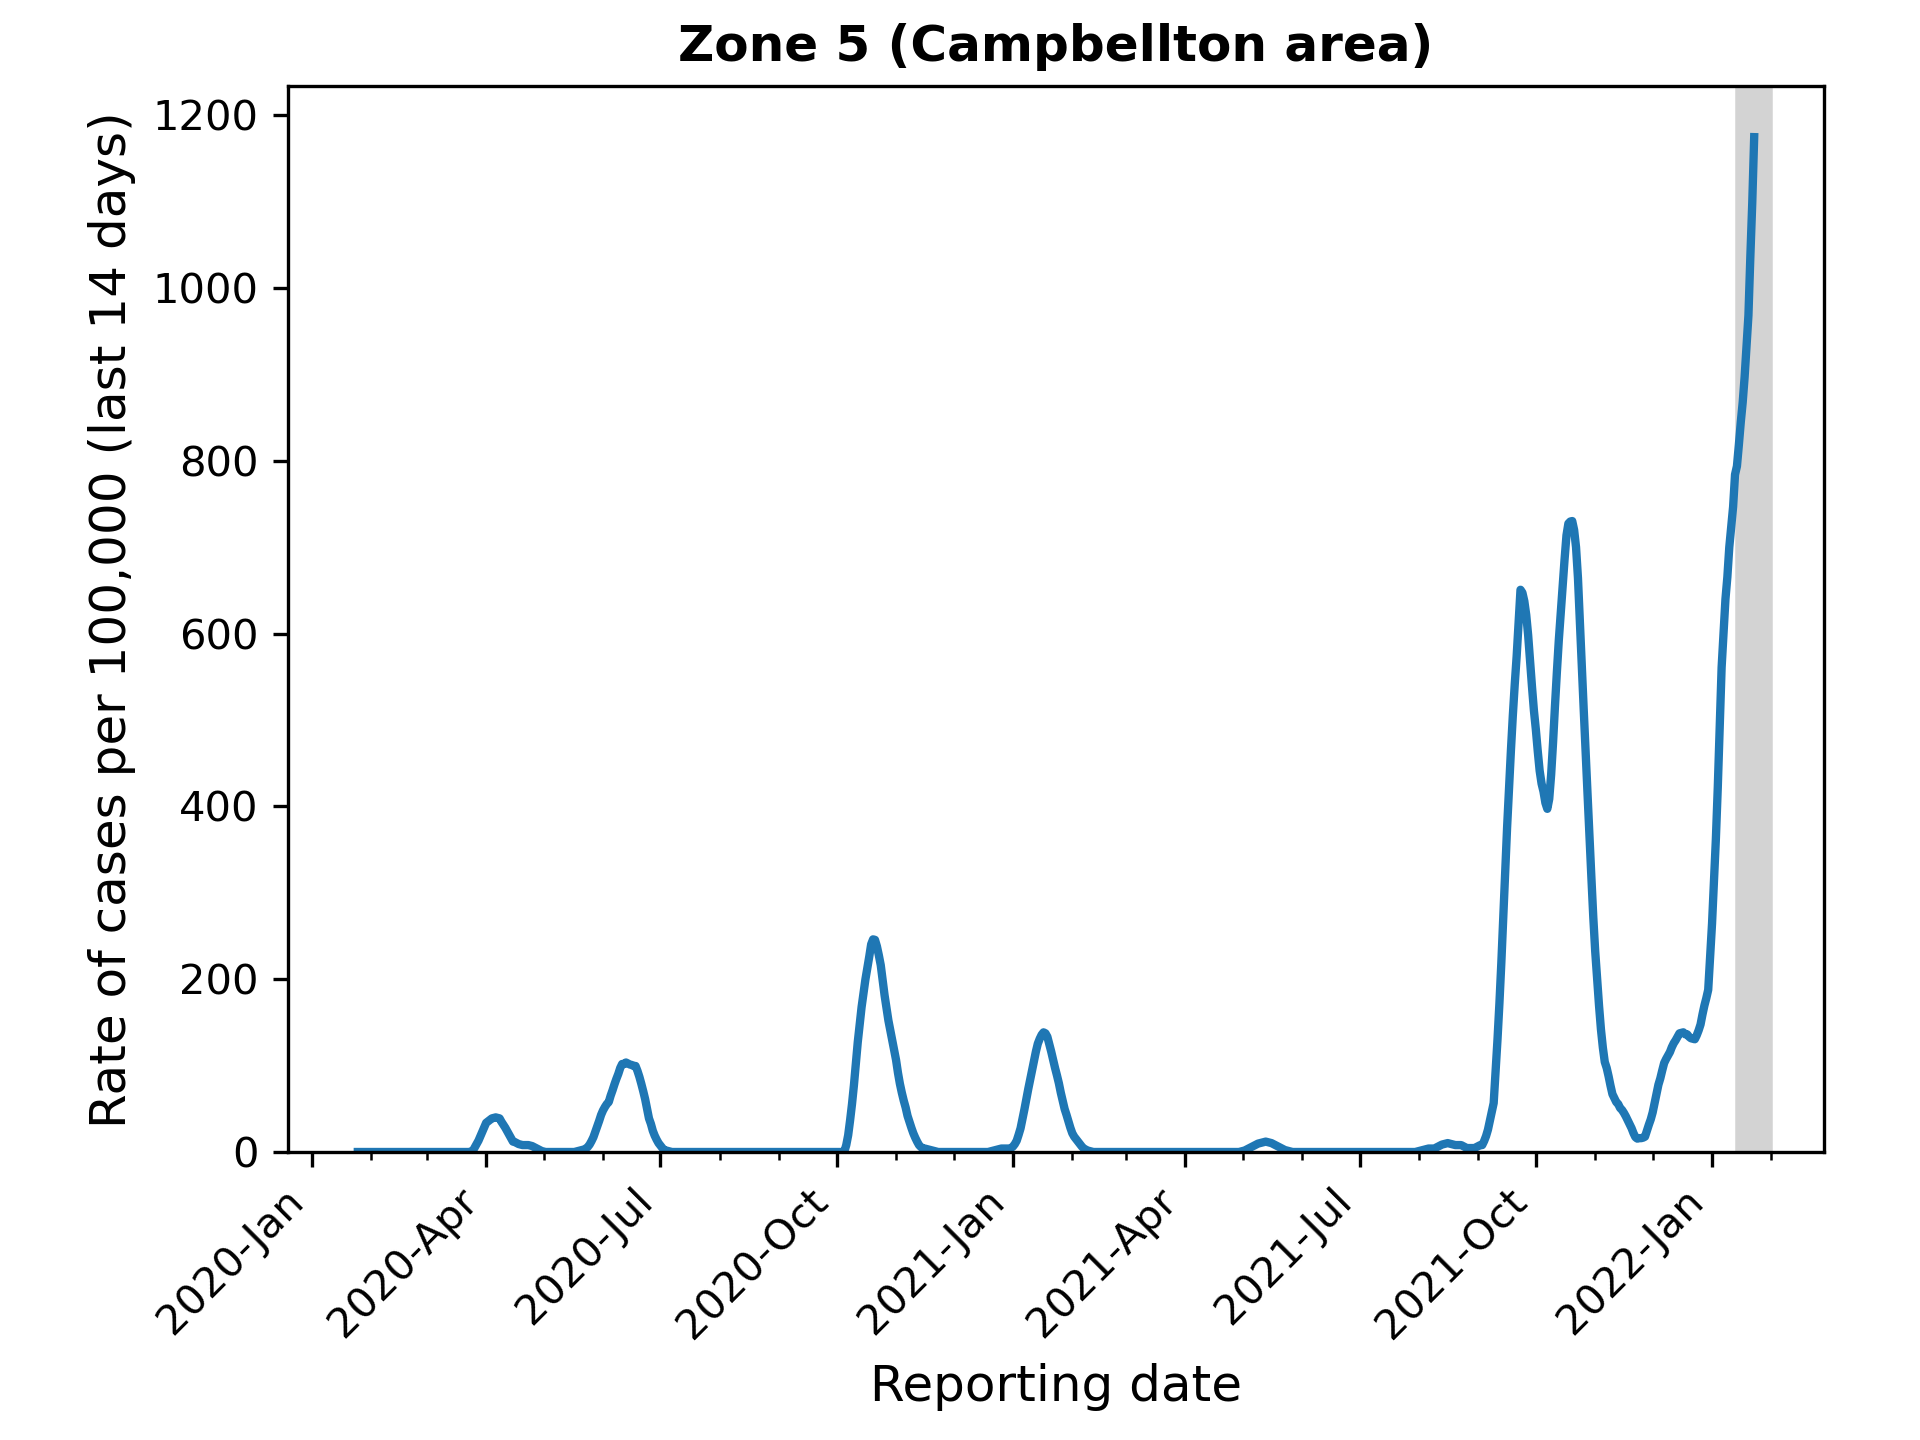 Zone 5 (Campbellton area)
Rate of cases per 100,000 (last 14 days)
1200
1000
800
600
400
200
0
2020-Jan
2020-Apr
2020-Jul
2020-Oct
2021-Jan
2021-Apr
2021-Jul
2021-Oct
2022-Jan
Reporting date